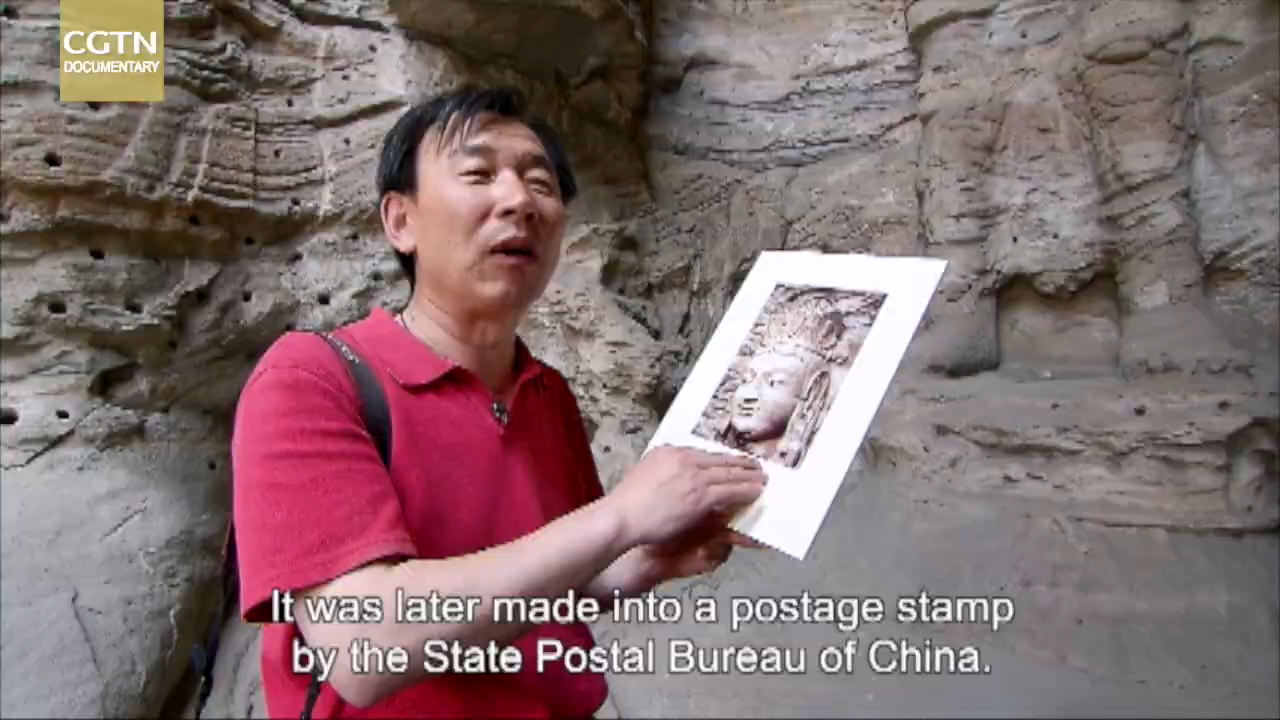 CGTN
DOCUMENTARY
It was later made into a postage stamp
by the State Postal Bureau of China.